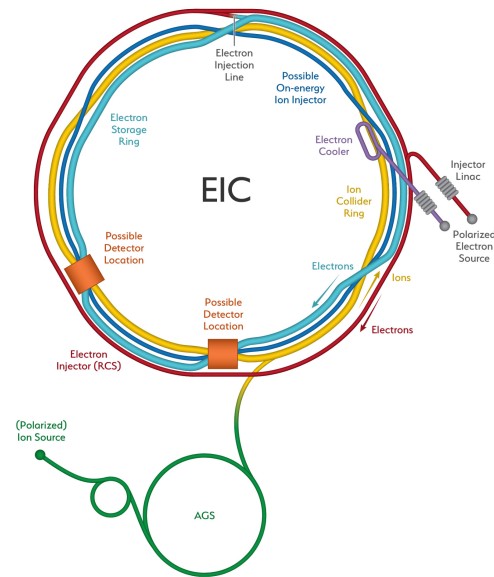 Electron
Injection
Line
Possible
On-energy
Ion Injector
Electron
Storage
Ring
Electron
Cooler
Injector
Linac
EIC
Ion
Collider
Ring
Polarized
Electron
Source
Possible
Detector
Location
Electrons
Ions
Possible
Detector
Location
Electrons
Electron
Injector (RCS)
(Polarized)
Ion Source
AGS